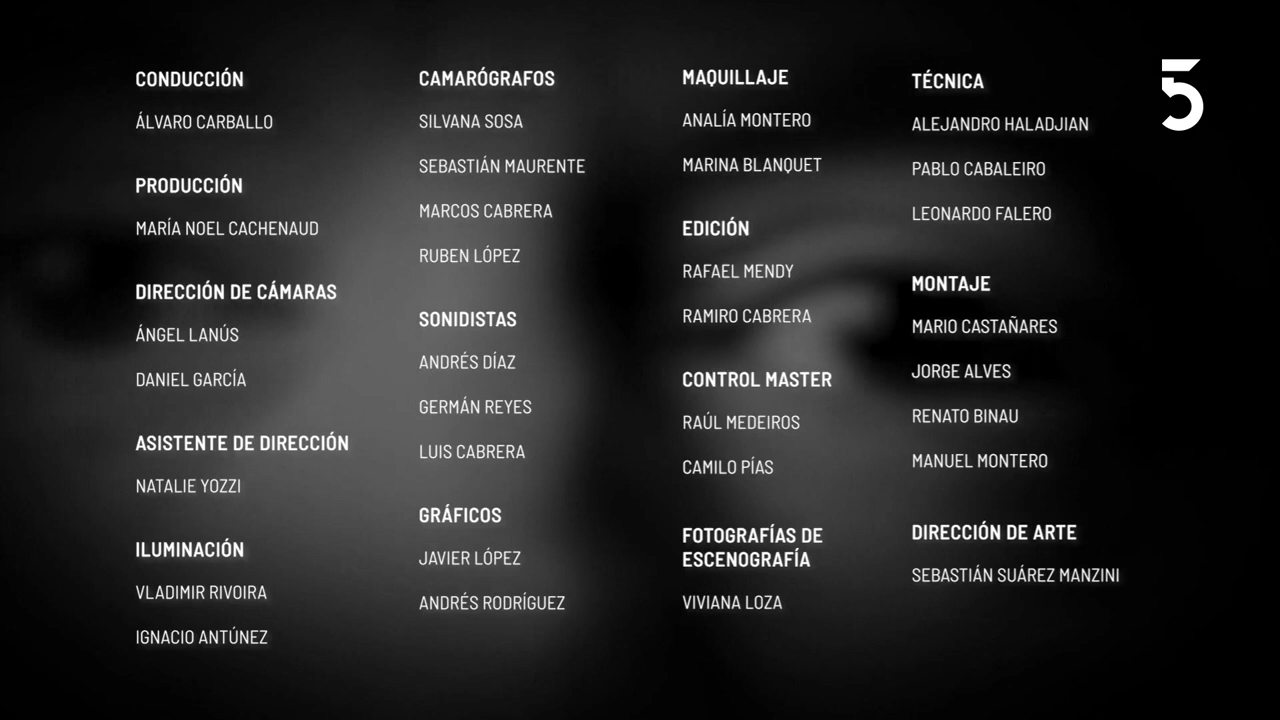 CONDUCCIÓN
ÁLVARO CARBALLO
PRODUCCIÓN
MARÍA NOEL CACHENAUD
DIRECCIÓN DE CÁMARAS
ÁNGEL LANÚS
DANIEL GARCÍA
ASISTENTE DE DIRECCIÓN
NATALIE YOZZI
ILUMINACIÓN
VLADIMIR RIVOIRA
IGNACIO ANTÚNEZ
CAMARÓGRAFOS
SILVANA SOSA
SEBASTIÁN MAURENTE
MARCOS CABRERA
RUBEN LÓPEZ
SONIDISTAS
ANDRÉS DÍAZ
GERMÁN REYES
LUIS CABRERA
GRÁFICOS
JAVIER LÓPEZ
ANDRÉS RODRÍGUEZ
MAQUILLAJE
ANALÍA MONTERO
MARINA BLANQUET
EDICIÓN
RAFAEL MENDY
RAMIRO CABRERA
CONTROL MASTER
RAÚL MEDEIROS
CAMILO PÍAS
FOTOGRAFÍAS DE
ESCENOGRAFÍA
VIVIANA LOZA
TÉCNICA
ALEJANDRO HALADJIAN
PABLO CABALEIRO
LEONARDO FALERO
MONTAJE
MARIO CASTAÑARES
JORGE ALVES
RENATO BINAU
MANUEL MONTERO
DIRECCIÓN DE ARTE
SEBASTIÁN SUÁREZ MANZINI
5